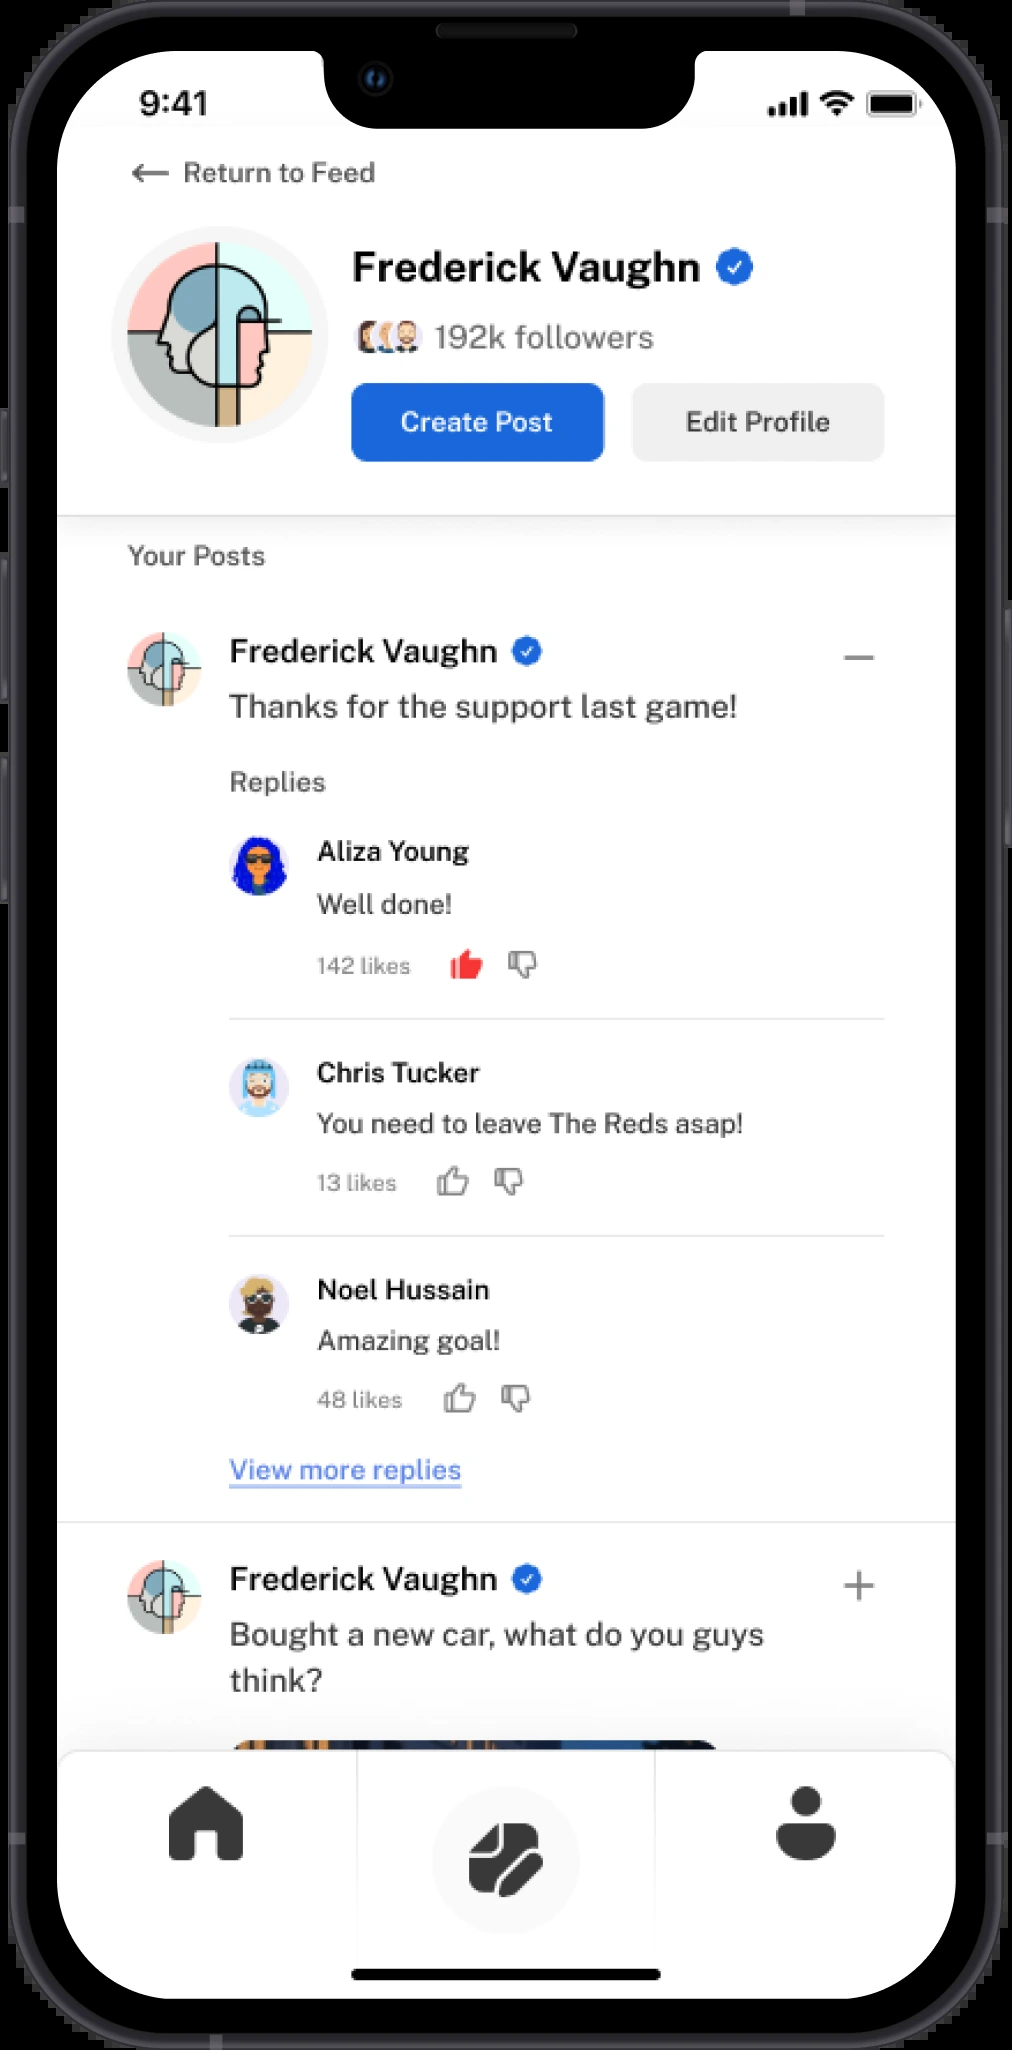 9:41
Return to Feed
Frederick Vaughn
192k followers
Create Post
Edit Profile
Your Posts
Frederick Vaughn
Thanks for the support last game!
Replies
Aliza Young
Well done!
142 likes
Chris Tucker
You need to leave The Reds asap!
13 likes
Noel Hussain
Amazing goal!
48 likes
View more replies
Frederick Vaughn
Bought a new car, what do you guys
think?